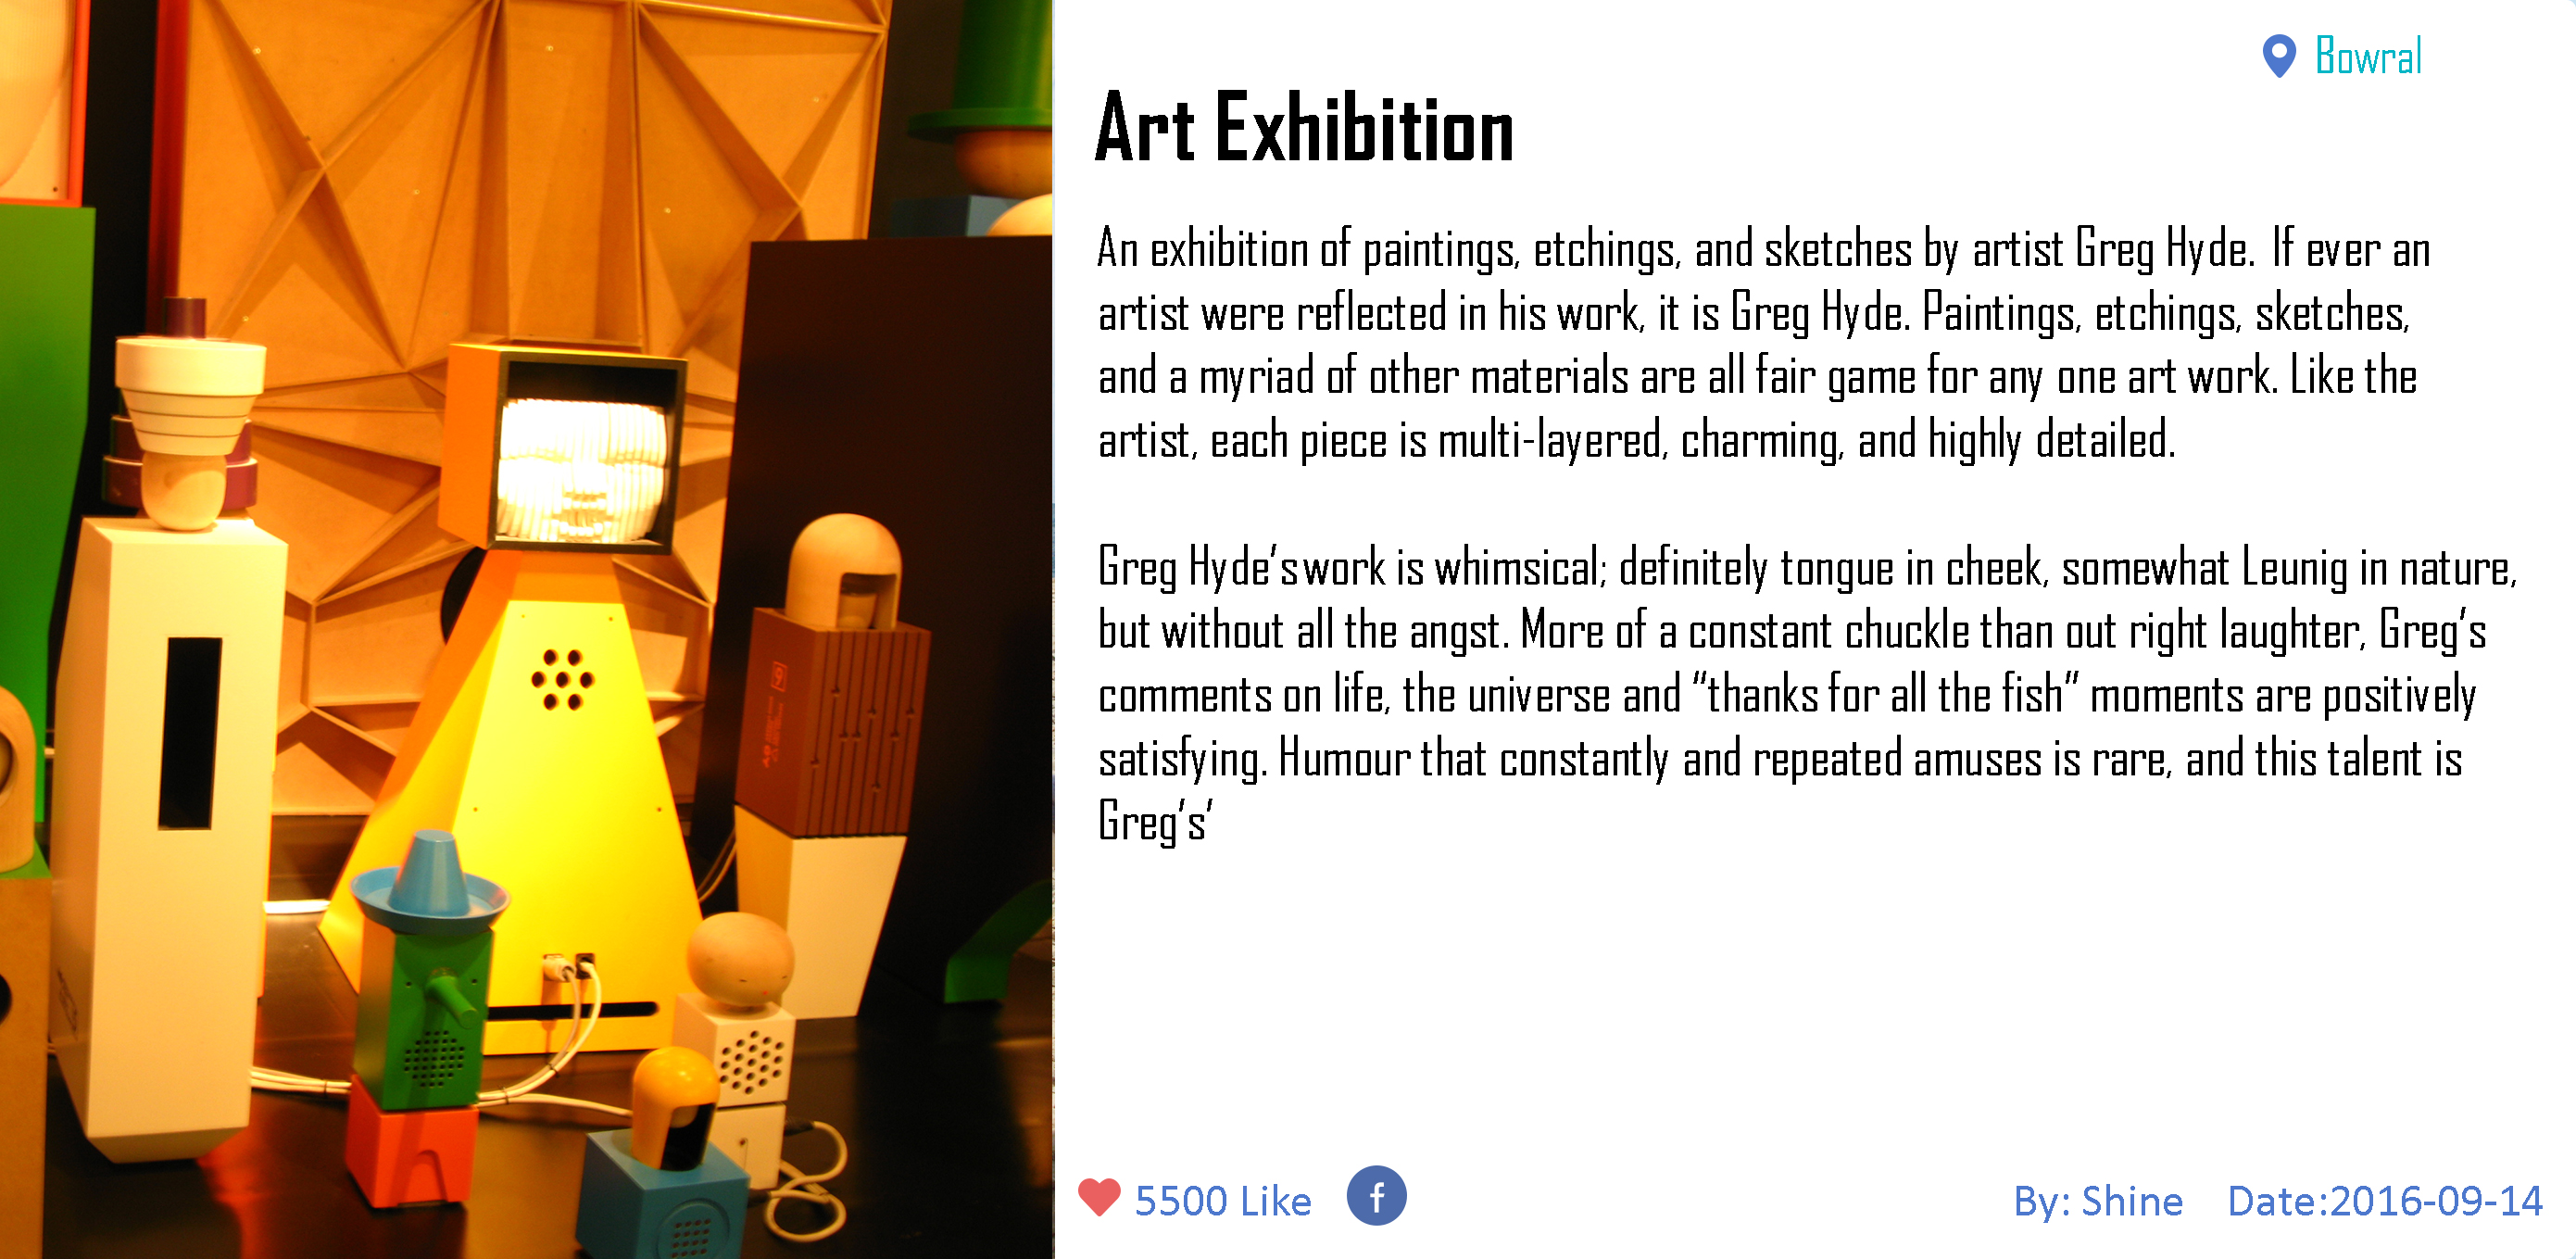 Bowral
Art Exhibition
An exhibition of paintings, etchings, and sketches by artist Greg Hyde. If ever an
artist were reflected in his work, it is Greg Hyde. Paintings, etchings, sketches,
and a myriad of other materials are all fair game for any one art work. Like the
artist, each piece is multi-layered, charming, and highly detailed.
Greg Hyde’s work is whimsical; definitely tongue in cheek, somewhat Leunig in nature,
but without all the angst. More of a constant chuckle than out right laughter, Greg’s
comments on life, the universe and “thanks for all the fish” moments are positively
satisfying. Humour that constantly and repeated amuses is rare, and this talent is
Greg’s’
5500 Like
By: Shine Date:2016-09-14